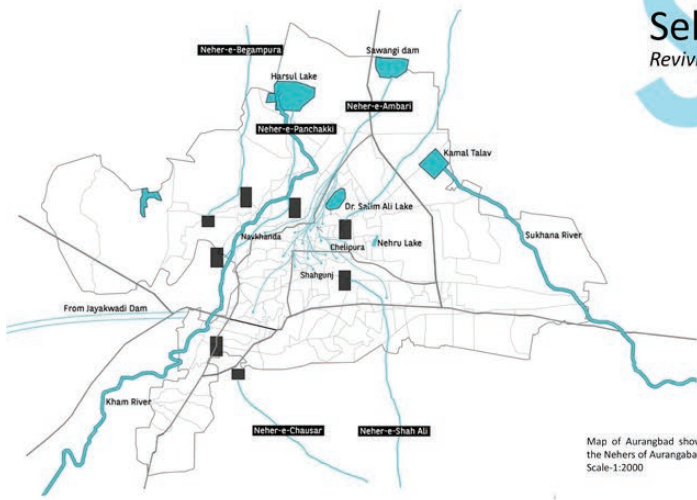 Sel
Reviv
Neher-e-Begampura
Sawangi dam
Harsul Lake
Neher-e-Ambari
Neher-e-Panchakki
Kamal Talav
Dr. Salim Ali Lake
Sukhana River
Navkhanda
Chelipura
Nehru Lake
Shahgonj
From Jayakwadi Dam
Kham River
Neher-e-Chausar
Neher-e-Shah Ali
Map of Aurangbad show
the Nehers of Aurangaba
Scale-1:2000